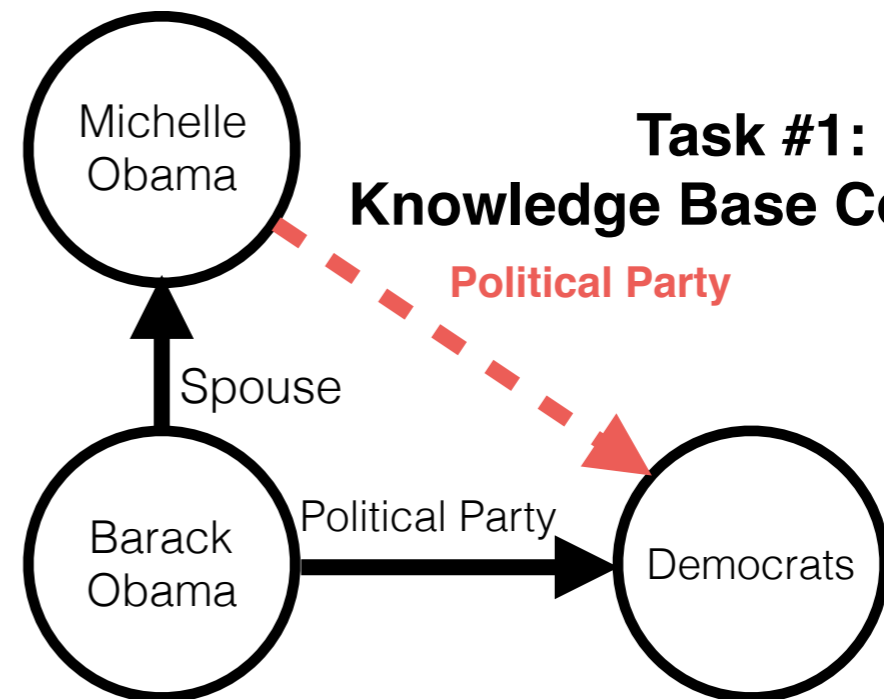 Michelle
Obama
Task #1:
Knowledge Base
Political Party
Spouse
Barack
Obama
Political Party
Democrats